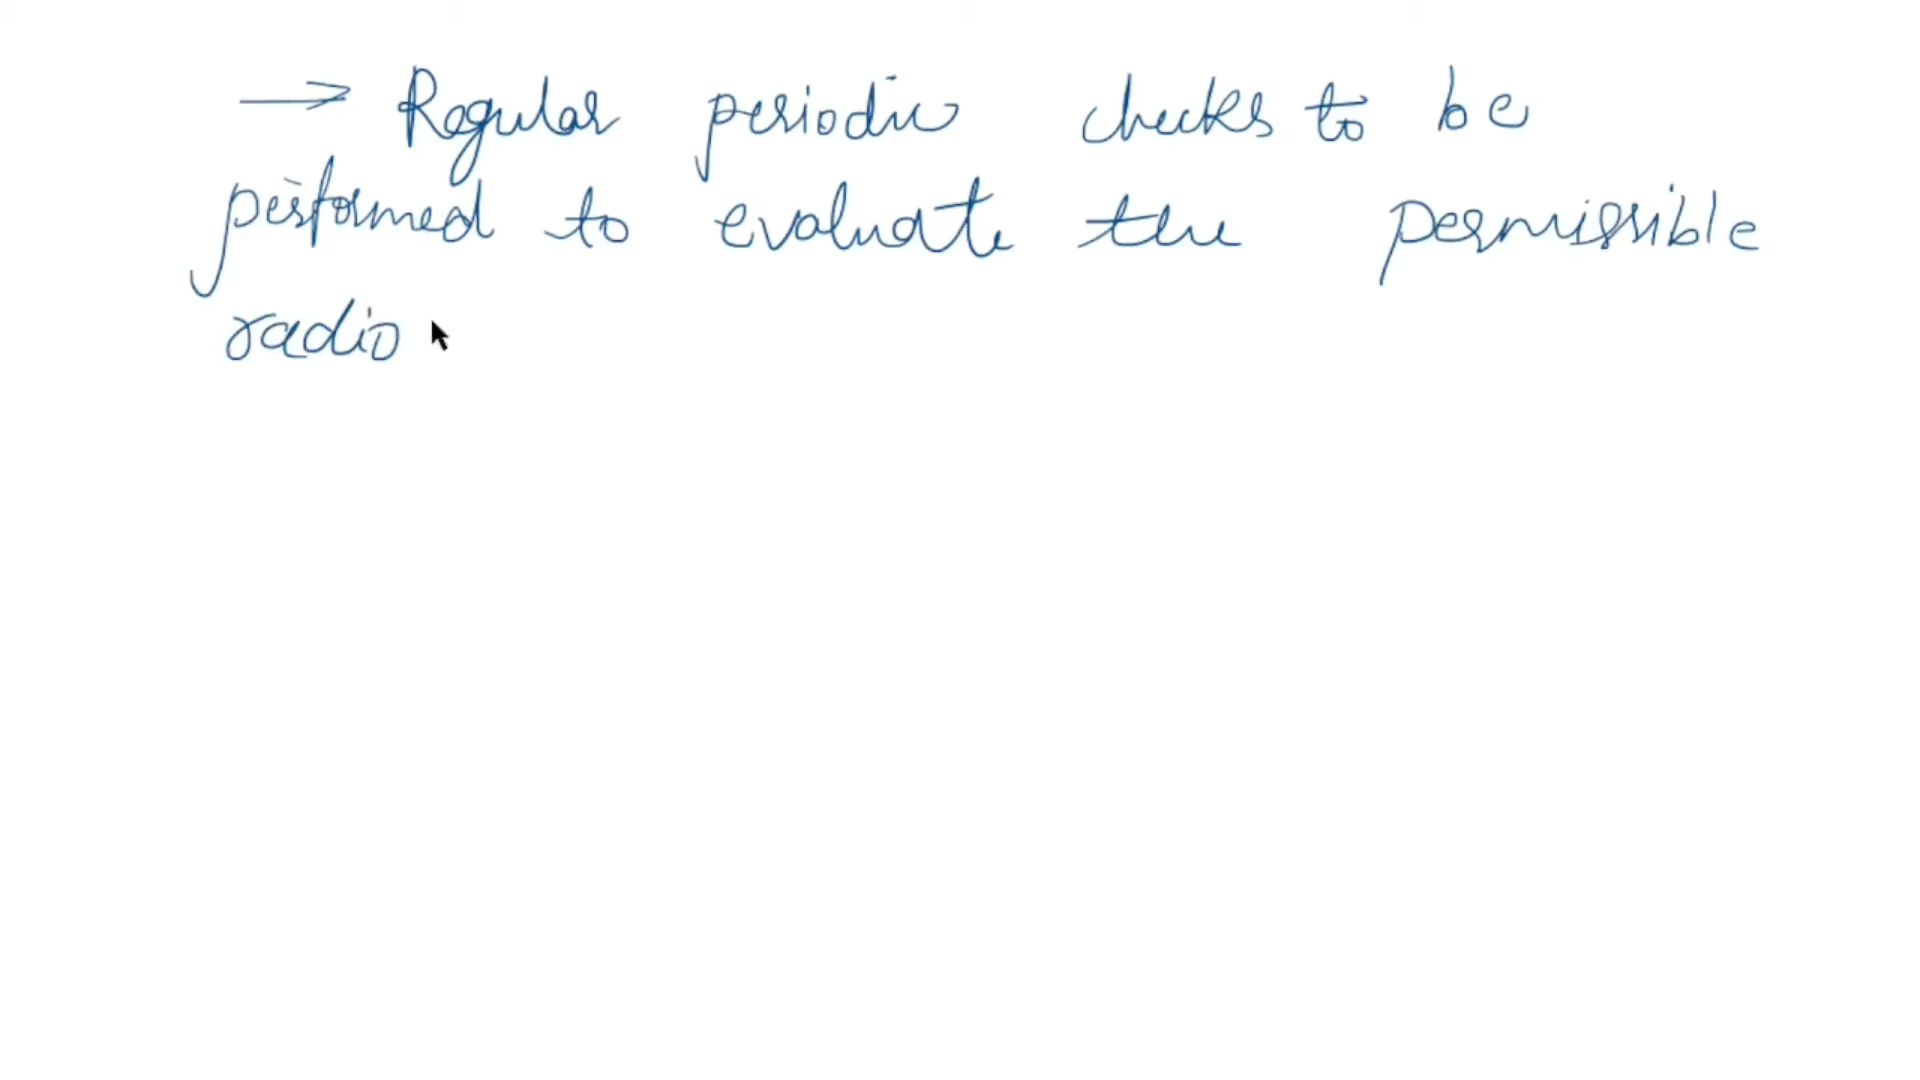 → Regular periodic checks to be
performed to evaluate the permissible
radio